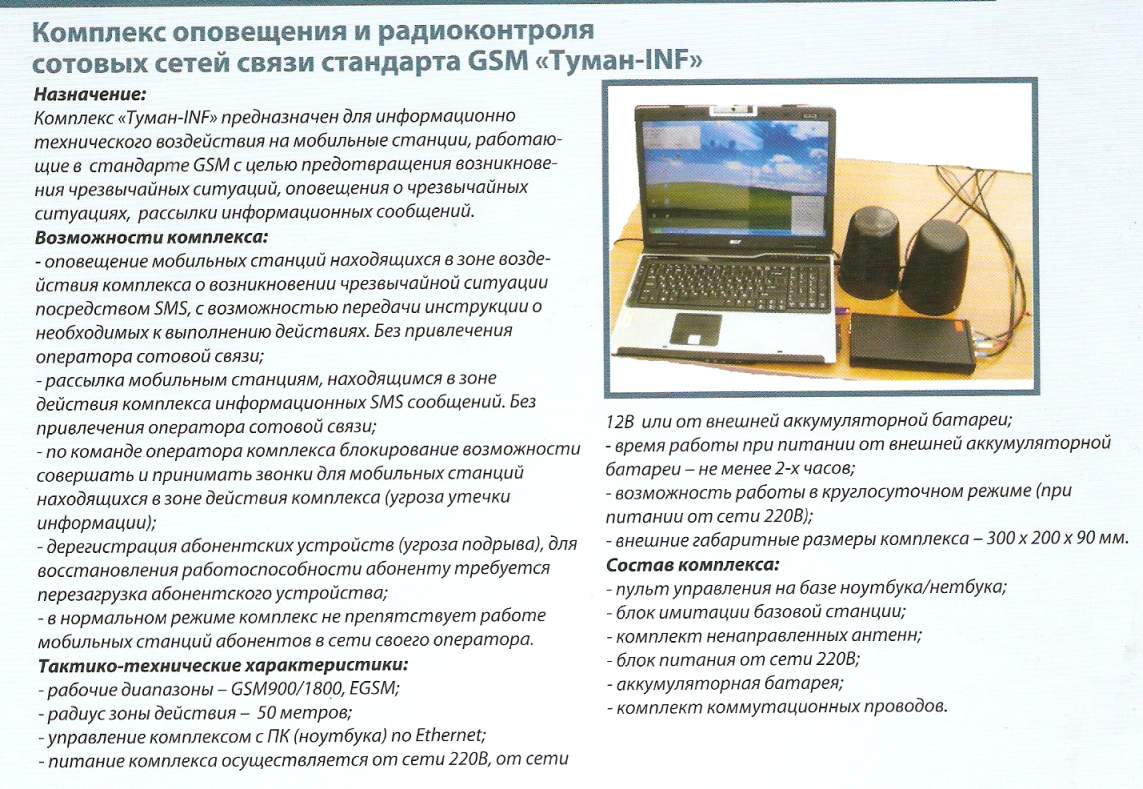 Комплекс оповещения и радиоконтроля
сотовых сетей связи стандарта GSM «Туман-INF»
Назначение:
Комплекс «Туман-INF» предназначен для информационно
технического воздействия на мобильные станции, работаю-
щие в стандарте GSM с целью предотвращения возникнове-
ния чрезвычайных ситуаций, оповещения о чрезвычайных
ситуациях, рассылки информационных сообщений.
Возможности комплекса:
- оповещение мобильных станций находящихся в зоне возде-
йствия комплекса о возникновении чрезвычайной ситуации
посредством SMS, с возможностью передачи инструкции о
необходимых к выполнению действиях. Без привлечения
оператора сотовой связи;
- рассылка мобильным станциям, находящимся в зоне
действия комплекса информационных SMS сообщений. Без
привлечения оператора сотовой связи;
- по команде оператора комплекса блокирование возможности
совершать и принимать звонки для мобильных станций
находящихся в зоне действия комплекса (угроза утечки
информации);
- дерегистрация абонентских устройств (угроза подрыва), для
восстановления работоспособности абоненту требуется
перезагрузка абонентского устройства;
- в нормальном режиме комплекс не препятствует работе
мобильных станций абонентов в сети своего оператора.
Тактико-технические характеристики:
- рабочие диапазоны – GSM900/1800, EGSM;
- радиус зоны действия – 50 метров;
- управление комплексом с ПК (ноутбука) по Ethernet;
- питание комплекса осуществляется от сети 220В, от сети
12В или от внешней аккумуляторной батареи;
- время работы при питании от внешней аккумуляторной
батареи – не менее 2-х часов;
- возможность работы в круглосуточном режиме (при
питании от сети 220В);
- внешние габаритные размеры комплекса – 300 х 200 х 90 мм.
Состав комплекса:
- пульт управления на базе ноутбука/нетбука;
- блок имитации базовой станции;
- комплект ненаправленных антенн;
- блок питания от сети 220В;
- аккумуляторная батарея;
- комплект коммутационных проводов.